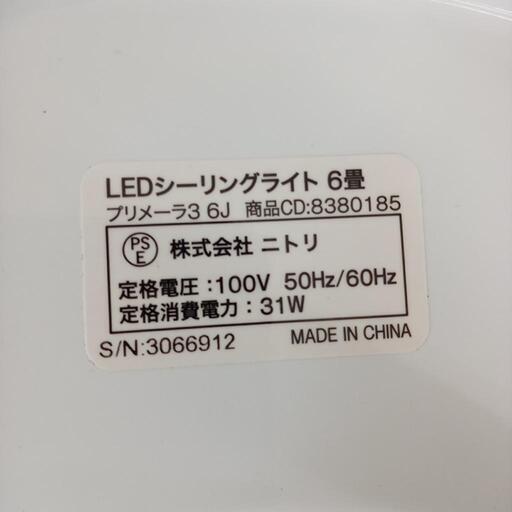 LEDシーリングライト 6畳
プリメーラ3 6J 商品CD:8380185
PSE 株式会社 ニトリ
定格電圧:100V 50Hz/60Hz
定格消費電力:31W
S/N:3066912 MADE IN CHINA